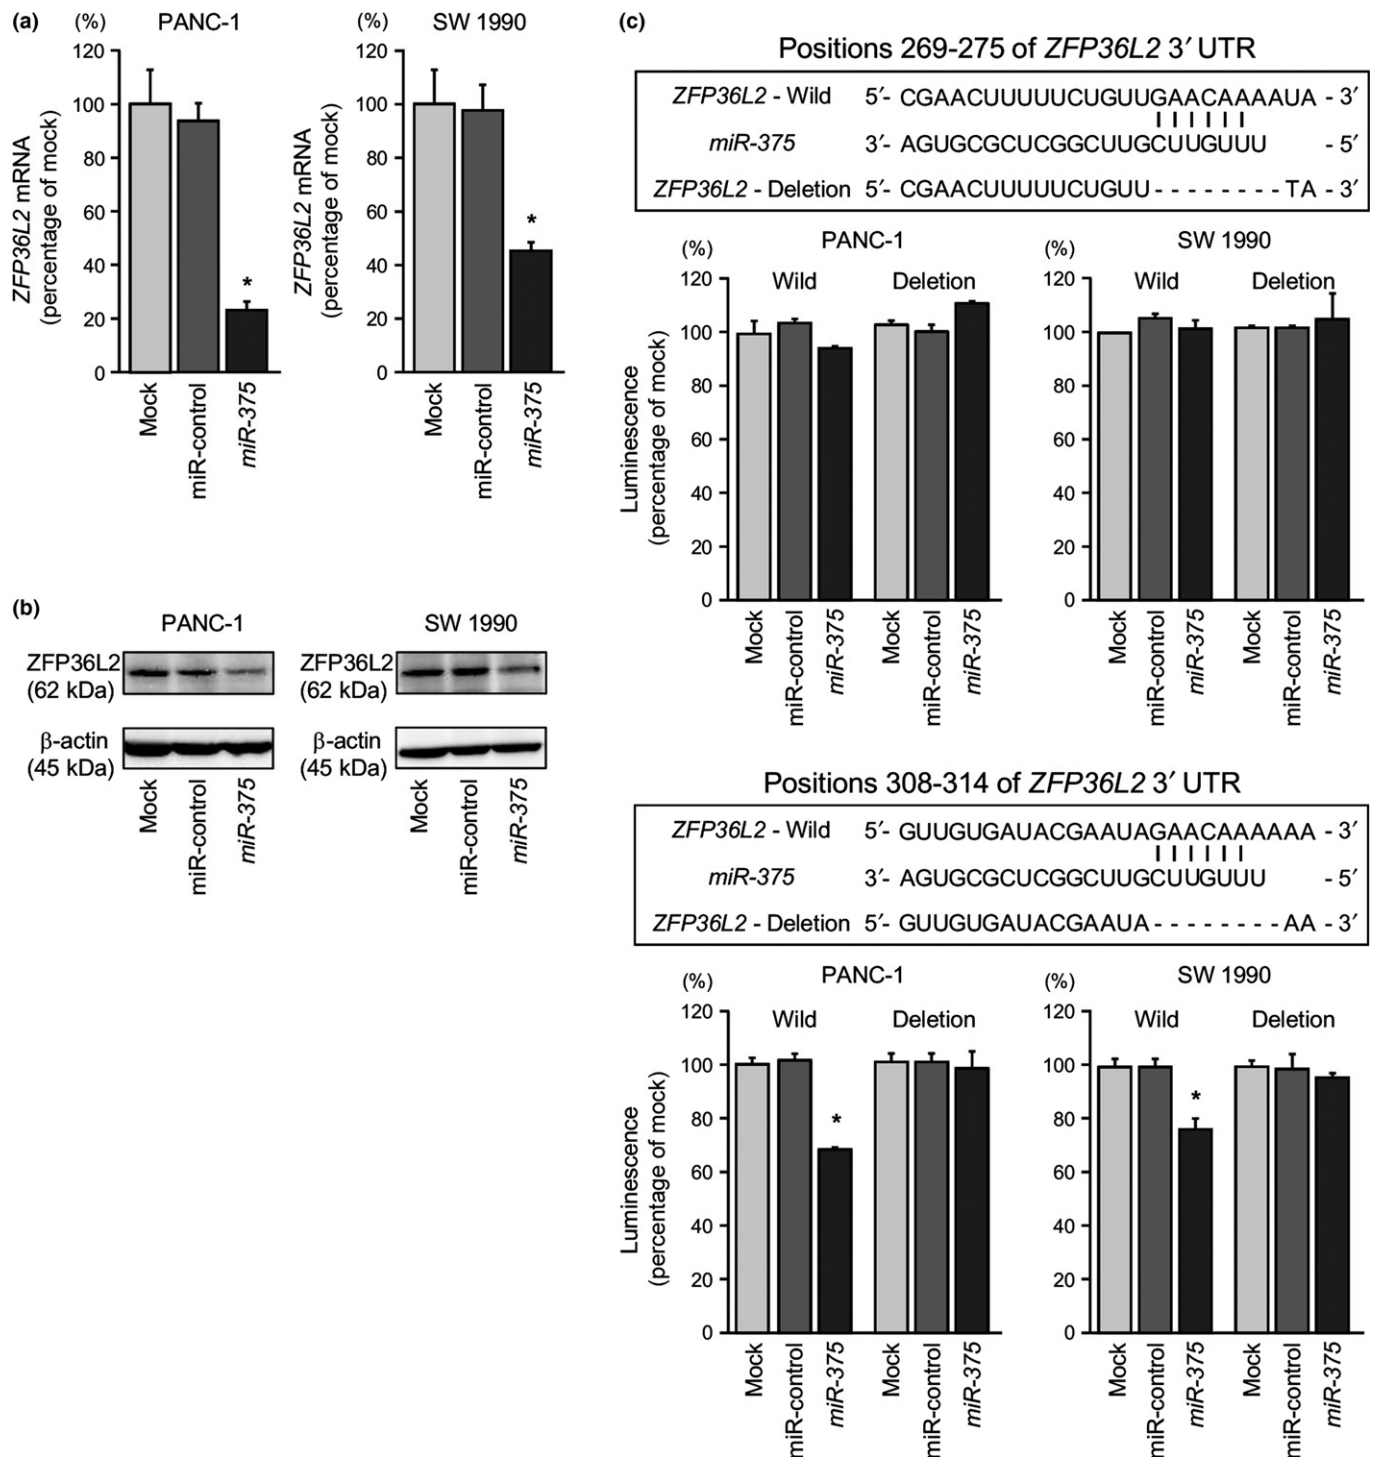 (a)
(%) PANC-1
120
100
80
60
40
20
0
ZFP36L2 mRNA
(percentage of mock)
*
Mock
miR-control
miR-375
(%) SW 1990
120
100
80
60
40
20
0
ZFP36L2 mRNA
(percentage of mock)
*
Mock
miR-control
miR-375
(b)
PANC-1
ZFP36L2
(62 kDa)
β-actin
(45 kDa)
Mock
miR-control
miR-375
SW 1990
ZFP36L2
(62 kDa)
β-actin
(45 kDa)
Mock
miR-control
miR-375
(c)
Positions 269-275 of ZFP36L2 3′ UTR
ZFP36L2 - Wild 5′- CGAACUUUUUCUGUUGAACAAAAUA - 3′
miR-375 3′- AGUGCGCUCGGCUUGCUUGUUU - 5′
ZFP36L2 - Deletion 5′- CGAACUUUUUCUGUU - - - - - - - - TA - 3′
(%) PANC-1
Wild Deletion
120
100
80
60
40
20
0
Luminescence
(percentage of mock)
Mock
miR-control
miR-375
Mock
miR-control
miR-375
(%) SW 1990
Wild Deletion
120
100
80
60
40
20
0
Mock
miR-control
miR-375
Mock
miR-control
miR-375
Positions 308-314 of ZFP36L2 3′ UTR
ZFP36L2 - Wild 5′- GUUGUGAUACGAAUAGAACAAAAAA - 3′
miR-375 3′- AGUGCGCUCGGCUUGCUUGUUU - 5′
ZFP36L2 - Deletion 5′- GUUGUGAUACGAAUA - - - - - - - - AA - 3′
(%) PANC-1
Wild Deletion
120
100
80
60
40
20
0
Luminescence
(percentage of mock)
*
Mock
miR-control
miR-375
Mock
miR-control
miR-375
(%) SW 1990
Wild Deletion
120
100
80
60
40
20
0
*
Mock
miR-control
miR-375
Mock
miR-control
miR-375